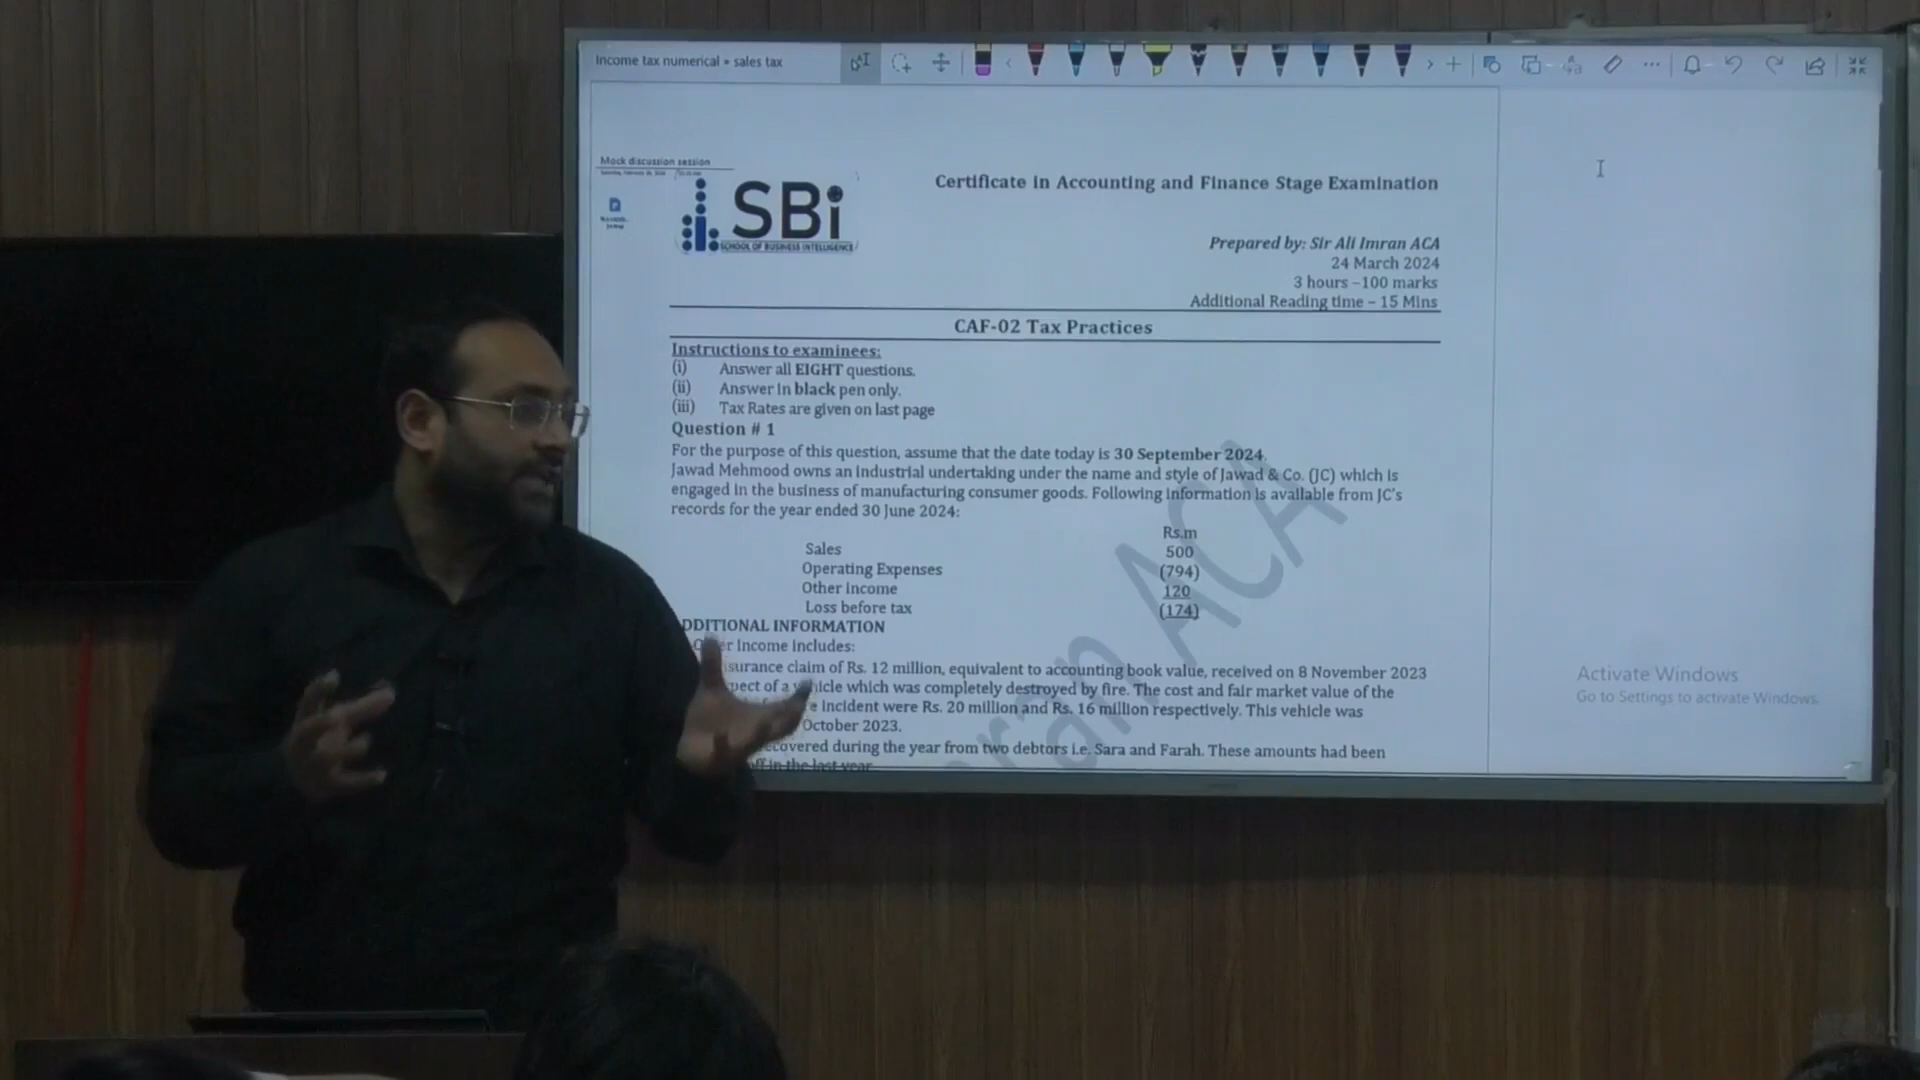 Income tax numerical + sales tax
Mock discussion session
SBi
SCHOOL OF BUSINESS INTELLIGENCE
Certificate in Accounting and Finance Stage Examination
Prepared by: Sir Ali Imran ACA
24 March 2024
3 hours –100 marks
Additional Reading time – 15 Mins
CAF-02 Tax Practices
Instructions to examinees:
(i) Answer all EIGHT questions.
(ii) Answer in black pen only.
(iii) Tax Rates are given on last page
Question # 1
For the purpose of this question, assume that the date today is 30 September 2024.
Jawad Mehmood owns an industrial undertaking under the name and style of Jawad & Co. (JC) which is
engaged in the business of manufacturing consumer goods. Following information is available from JC's
records for the year ended 30 June 2024:
Rs.m
Sales 500
Operating Expenses (794)
Other income 120
Loss before tax (174)
DDITIONAL INFORMATION
er income includes:
surance claim of Rs. 12 million, equivalent to accounting book value, received on 8 November 2023
pect of a vehicle which was completely destroyed by fire. The cost and fair market value of the
e incident were Rs. 20 million and Rs. 16 million respectively. This vehicle was
October 2023.
ecovered during the year from two debtors i.e. Sara and Farah. These amounts had been
off in the last year
ran ACA
Activate Windows
Go to Settings to activate Windows.